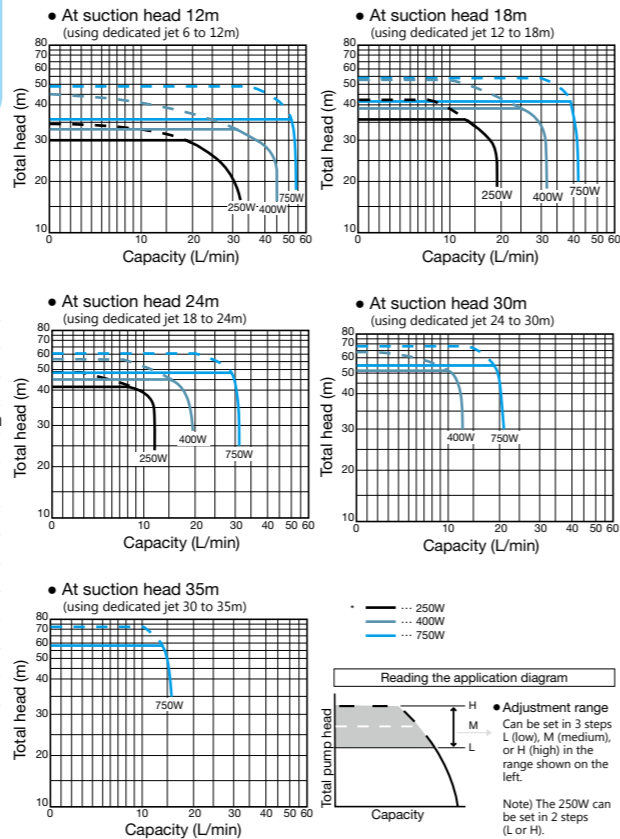 ● At suction head 12m
(using dedicated jet 6 to 12m)
Total head (m)
80
70
60
50
40
30
20
10
250W
400W
750W
0 10 20 30 40 50 60
Capacity (L/min)
● At suction head 18m
(using dedicated jet 12 to 18m)
Total head (m)
80
70
60
50
40
30
20
10
250W
400W
750W
0 10 20 30 40 50 60
Capacity (L/min)
● At suction head 24m
(using dedicated jet 18 to 24m)
Total head (m)
80
70
60
50
40
30
20
10
250W
400W
750W
0 10 20 30 40 50 60
Capacity (L/min)
● At suction head 30m
(using dedicated jet 24 to 30m)
Total head (m)
80
70
60
50
40
30
20
10
400W
750W
0 10 20 30 40 50 60
Capacity (L/min)
● At suction head 35m
(using dedicated jet 30 to 35m)
Total head (m)
80
70
60
50
40
30
20
10
750W
0 10 20 30 40 50 60
Capacity (L/min)
··· 250W
··· 400W
··· 750W
Reading the application diagram
Total pump head
H
M
L
Capacity
● Adjustment range
Can be set in 3 steps
L (low), M (medium),
or H (high) in the
range shown on the
left.
Note) The 250W can
be set in 2 steps
(L or H).